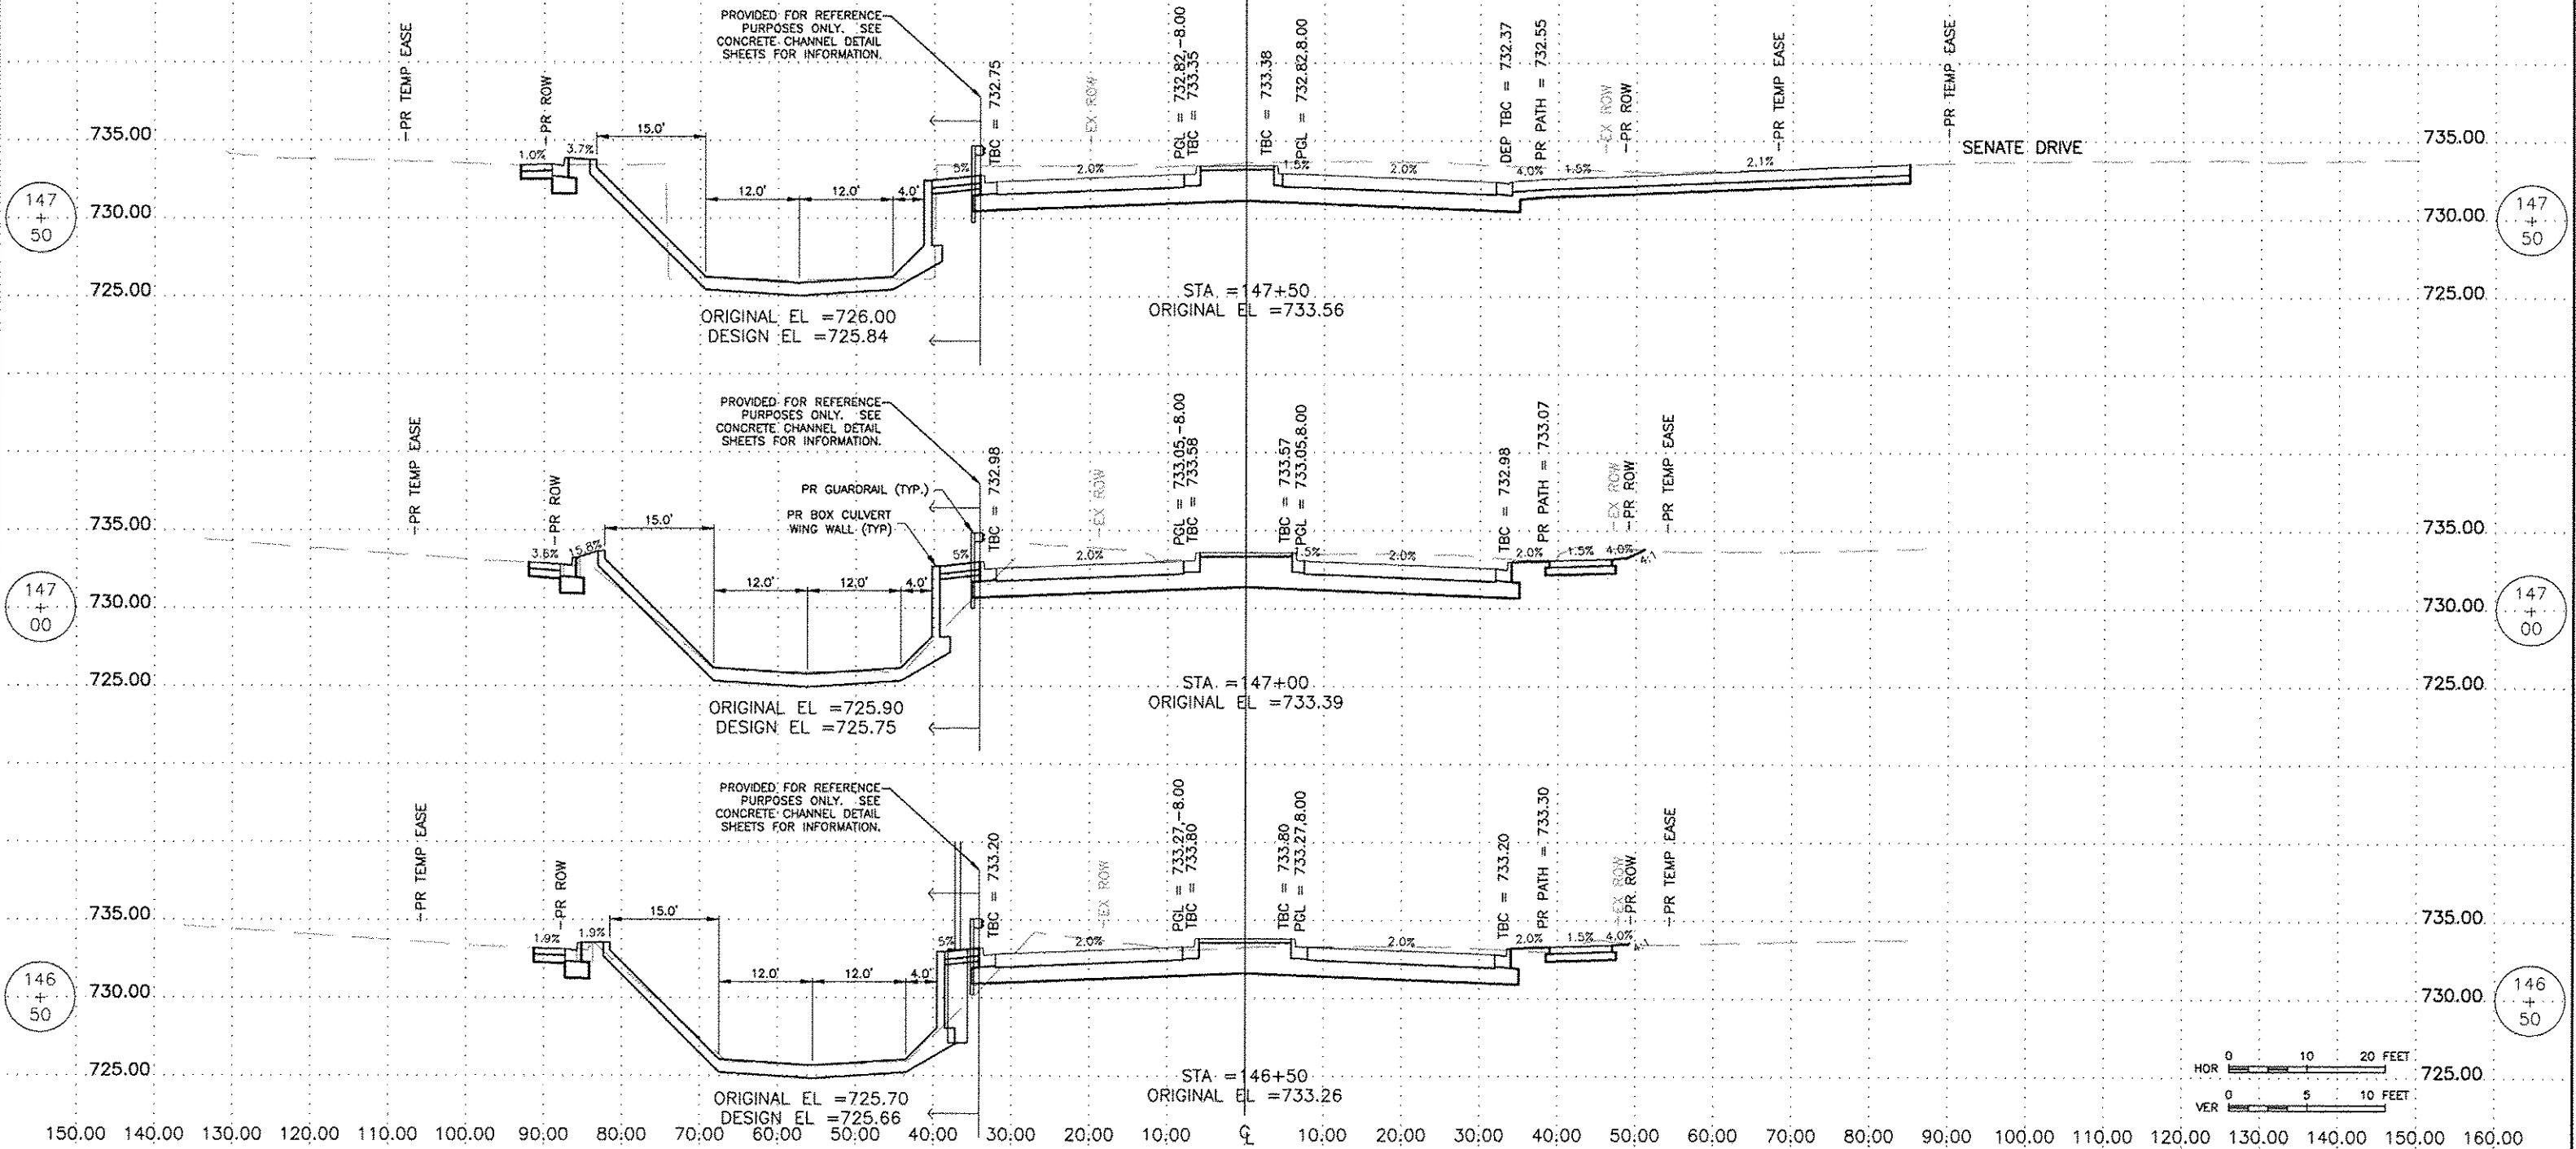 PROVIDED FOR REFERENCE
PURPOSES ONLY. SEE
CONCRETE CHANNEL DETAIL
SHEETS FOR INFORMATION.
-PR TEMP EASE
-PR ROW
TBC = 732.75
-EX ROW
PGL = 732.82,-8.00
TBC = 733.35
TBC = 733.38
PGL = 732.82,8.00
DEP TBC = 732.37
PR PATH = 732.55
-EX ROW
-PR ROW
-PR TEMP EASE
-PR TEMP EASE
735.00
1.0%
3.7%
15.0'
5%
2.0%
1.5%
2.0%
4.0%
1.5%
2.1%
SENATE DRIVE
735.00
147
+
50
730.00
12.0'
12.0'
4.0'
730.00
147
+
50
725.00
ORIGINAL EL =726.00
DESIGN EL =725.84
STA =147+50
ORIGINAL EL =733.56
725.00
PROVIDED FOR REFERENCE
PURPOSES ONLY. SEE
CONCRETE CHANNEL DETAIL
SHEETS FOR INFORMATION.
PR GUARDRAIL (TYP.)
PR BOX CULVERT
WING WALL (TYP)
-PR TEMP EASE
-PR ROW
TBC = 732.98
-EX ROW
PGL = 733.05,-8.00
TBC = 733.58
TBC = 733.57
PGL = 733.05,8.00
TBC = 732.98
PR PATH = 733.07
-EX ROW
-PR ROW
-PR TEMP EASE
735.00
3.6%
15.8%
15.0'
5%
2.0%
1.5%
2.0%
2.0%
1.5%
4.0%
4:1
735.00
147
+
00
730.00
12.0'
12.0'
4.0'
730.00
147
+
00
725.00
ORIGINAL EL =725.90
DESIGN EL =725.75
STA =147+00
ORIGINAL EL =733.39
725.00
PROVIDED FOR REFERENCE
PURPOSES ONLY. SEE
CONCRETE CHANNEL DETAIL
SHEETS FOR INFORMATION.
-PR TEMP EASE
-PR ROW
TBC = 733.20
-EX ROW
PGL = 733.27,-8.00
TBC = 733.80
TBC = 733.80
PGL = 733.27,8.00
TBC = 733.20
PR PATH = 733.30
-EX ROW
-PR ROW
-PR TEMP EASE
735.00
1.9%
1.9%
15.0'
5%
2.0%
2.0%
2.0%
1.5%
4.0%
4:1
735.00
146
+
50
730.00
12.0'
12.0'
4.0'
730.00
146
+
50
725.00
ORIGINAL EL =725.70
DESIGN EL =725.66
STA =146+50
ORIGINAL EL =733.26
725.00
HOR 0 10 20 FEET
VER 0 5 10 FEET
150.00 140.00 130.00 120.00 110.00 100.00 90.00 80.00 70.00 60.00 50.00 40.00 30.00 20.00 10.00 ℄ 10.00 20.00 30.00 40.00 50.00 60.00 70.00 80.00 90.00 100.00 110.00 120.00 130.00 140.00 150.00 160.00